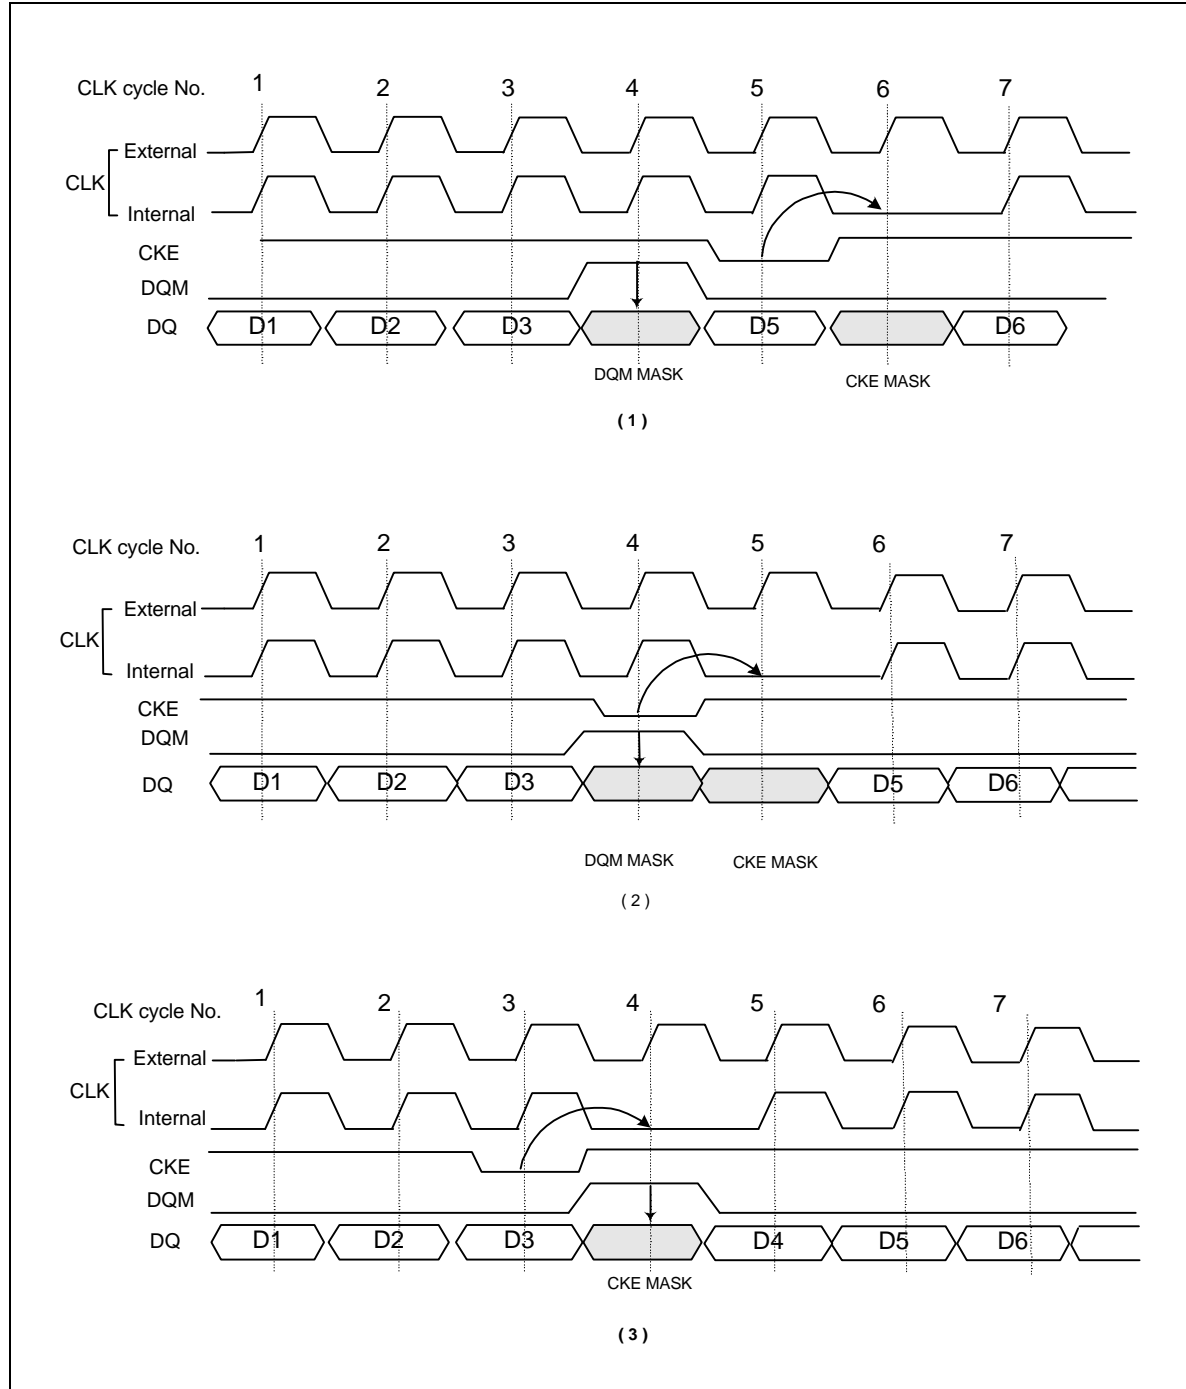 CLK cycle No. 1 2 3 4 5 6 7
External
CLK
Internal
CKE
DQM
DQ D1 D2 D3 D5 D6
DQM MASK CKE MASK
( 1 )
CLK cycle No. 1 2 3 4 5 6 7
External
CLK
Internal
CKE
DQM
DQ D1 D2 D3 D5 D6
DQM MASK CKE MASK
( 2 )
CLK cycle No. 1 2 3 4 5 6 7
External
CLK
Internal
CKE
DQM
DQ D1 D2 D3 D4 D5 D6
CKE MASK
( 3 )